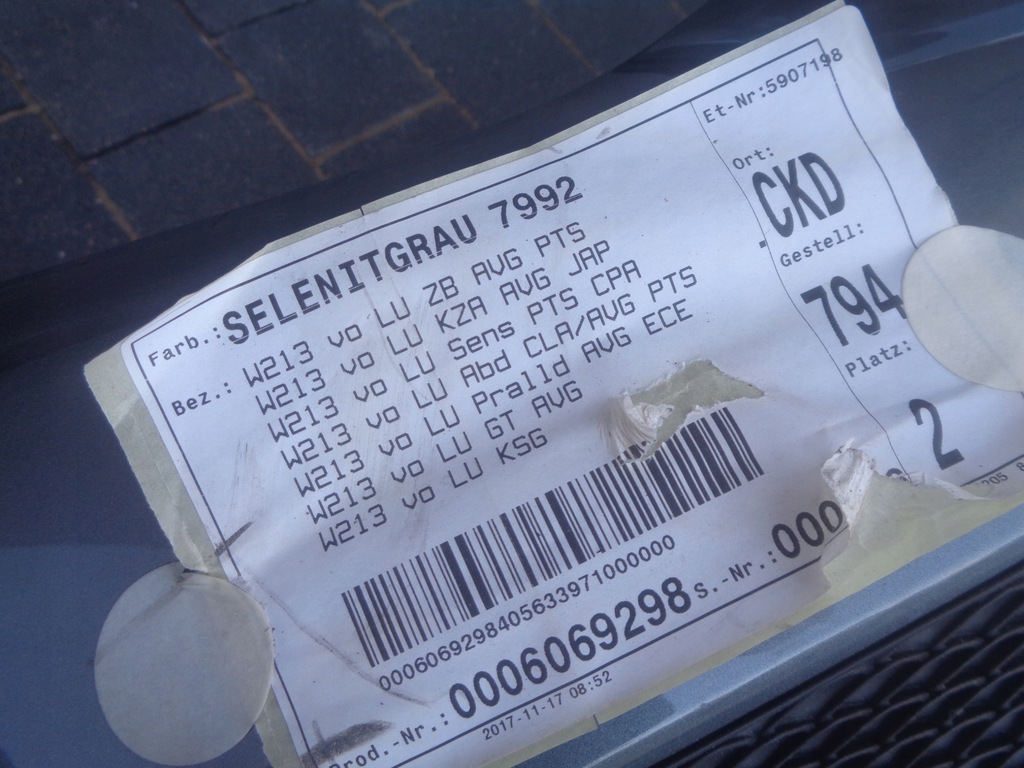 Farb.: SELENITGRAU 7992
Et-Nr:5907198
Bez.: W213 vo LU ZB AVG PTS
W213 vo LU KZA AVG JAP
W213 vo LU Sens PTS CPA
W213 vo LU Abd CLA/AVG PTS
W213 vo LU Pralld AVG ECE
W213 vo LU GT AVG
W213 vo LU KSG
Ort:
.CKD
Gestell:
794
Platz:
2
00060692984056339710000000
Prod.-Nr.: 0006069298 S.-Nr.: 000
2017-11-17 08:52
205